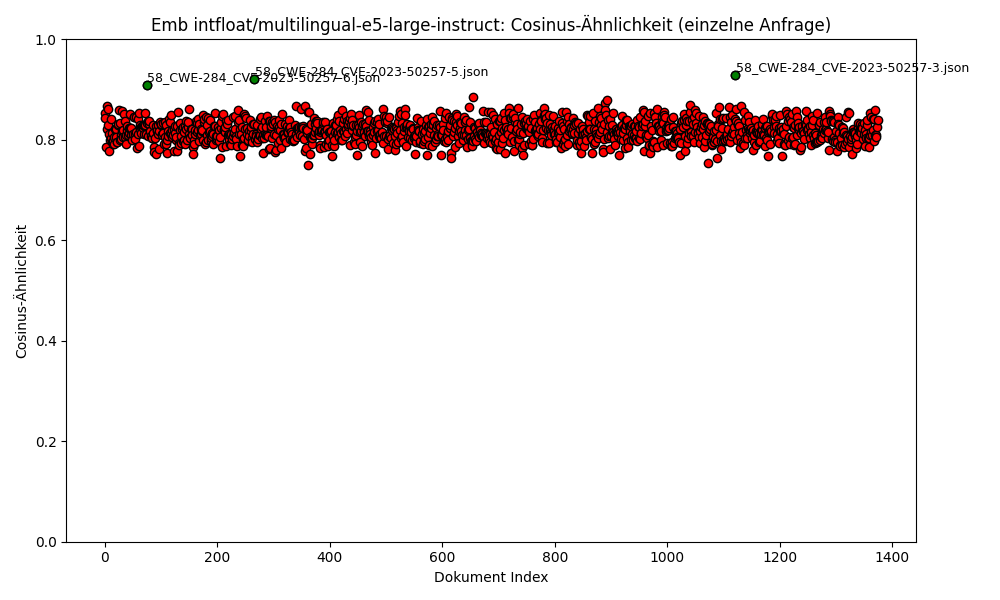 Emb intfloat/multilingual-e5-large-instruct: Cosinus-Ähnlichkeit (einzelne Anfrage)
1.0
58_CWE-284_CVE-2023-50257-3.json
58_CWE-284_CVE-2023-50257-5.json
58_CWE-284_CVE-2023-50257-6.json
0.8
0.6
Cosinus-Ähnlichkeit
0.4
0.2
0.0
0 200 400 600 800 1000 1200 1400
Dokument Index